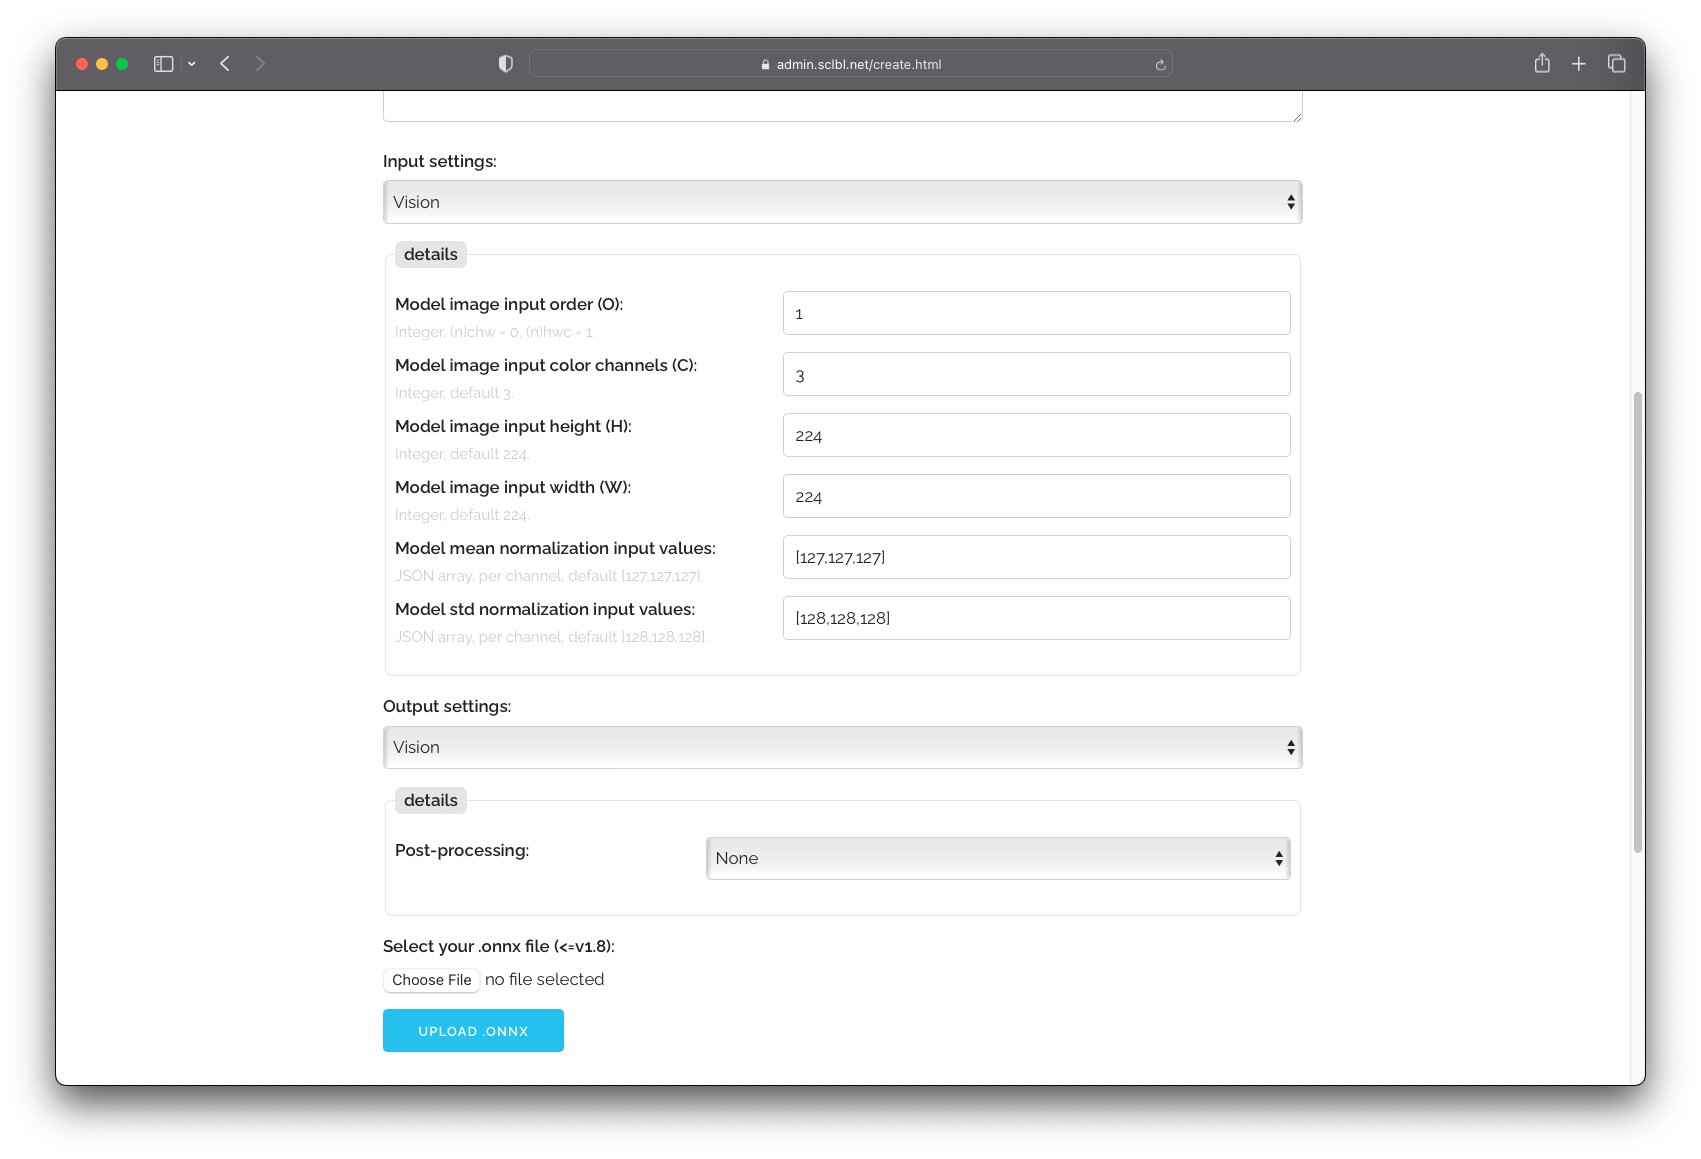 admin.sclbl.net/create.html
Input settings:
Vision
details
Model image input order (O):
1
Integer, (n)chw = 0, (n)hwc = 1.
Model image input color channels (C):
3
Integer, default 3.
Model image input height (H):
224
Integer, default 224.
Model image input width (W):
224
Integer, default 224.
Model mean normalization input values:
[127,127,127]
JSON array, per channel, default [127,127,127].
Model std normalization input values:
[128,128,128]
JSON array, per channel, default [128,128,128].
Output settings:
Vision
details
Post-processing:
None
Select your .onnx file (<=v1.8):
Choose File no file selected
UPLOAD .ONNX